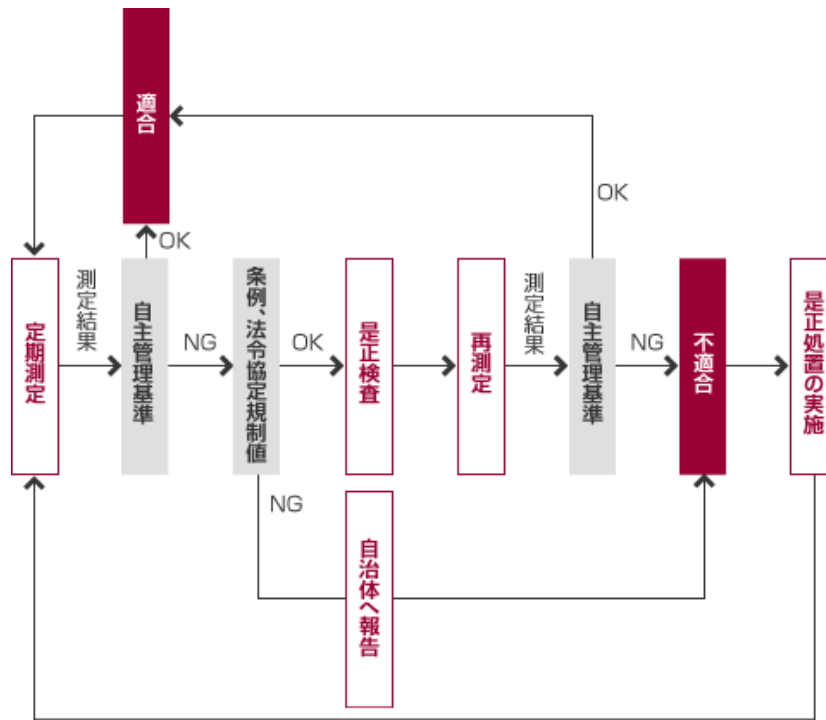 適合
OK
OK
定期測定
測定結果
自主管理基準
NG
条例、法令協定規制値
OK
是正検査
再測定
測定結果
自主管理基準
NG
不適合
是正処置の実施
NG
自治体へ報告